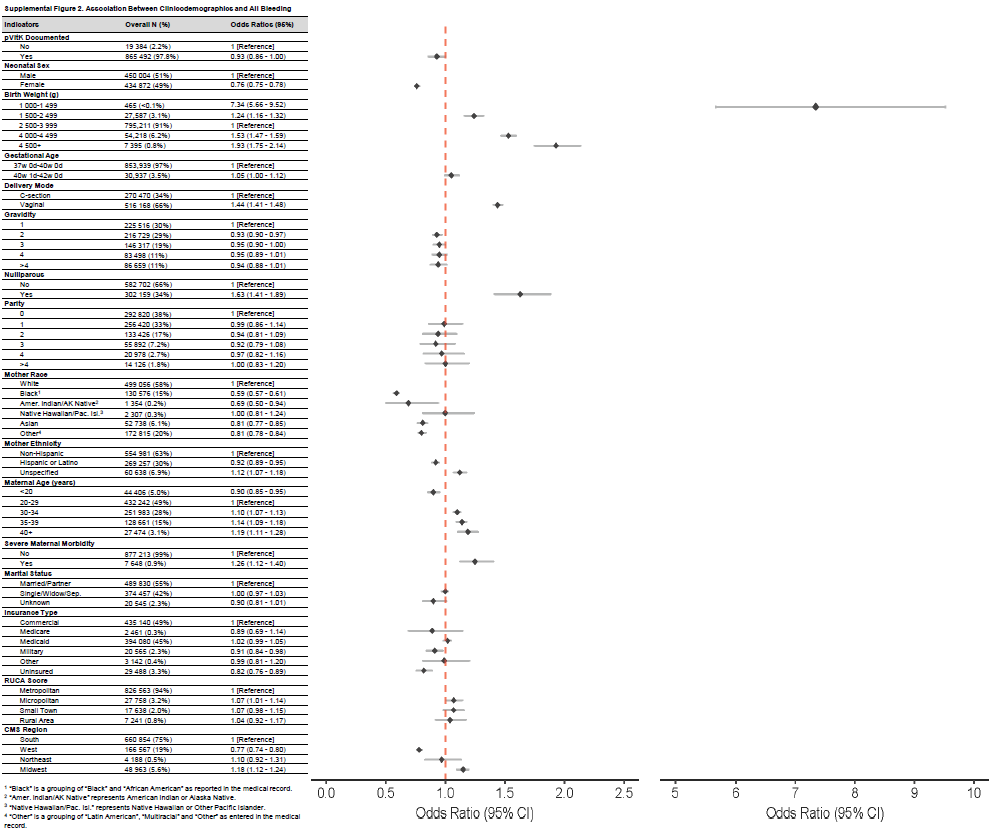 Supplemental Figure 2. Association Between Clinicodemographics and All Bleeding
Indicators Overall N (%) Odds Ratios (95%)
pVitK Documented
No 19 384 (2.2%) 1 [Reference]
Yes 865 492 (97.8%) 0.93 (0.86 - 1.00)
Neonatal Sex
Male 450 004 (51%) 1 [Reference]
Female 434 872 (49%) 0.76 (0.75 - 0.78)
Birth Weight (g)
1 000-1 499 465 (<0.1%) 7.34 (5.66 - 9.52)
1 500-2 499 27,587 (3.1%) 1.24 (1.16 - 1.32)
2 500-3 999 795,211 (91%) 1 [Reference]
4 000-4 499 54,218 (6.2%) 1.53 (1.47 - 1.59)
4 500+ 7 395 (0.8%) 1.93 (1.75 - 2.14)
Gestational Age
37w 0d-40w 0d 853,939 (97%) 1 [Reference]
40w 1d-42w 0d 30,937 (3.5%) 1.05 (1.00 - 1.12)
Delivery Mode
C-section 270 470 (34%) 1 [Reference]
Vaginal 516 168 (66%) 1.44 (1.41 - 1.48)
Gravidity
1 225 516 (30%) 1 [Reference]
2 216 729 (29%) 0.93 (0.90 - 0.97)
3 146 317 (19%) 0.95 (0.90 - 1.00)
4 83 498 (11%) 0.95 (0.89 - 1.01)
>4 86 659 (11%) 0.94 (0.88 - 1.01)
Nulliparous
No 582 702 (66%) 1 [Reference]
Yes 302 159 (34%) 1.63 (1.41 - 1.89)
Parity
0 292 820 (38%) 1 [Reference]
1 256 420 (33%) 0.99 (0.86 - 1.14)
2 133 426 (17%) 0.94 (0.81 - 1.09)
3 55 892 (7.2%) 0.92 (0.79 - 1.08)
4 20 978 (2.7%) 0.97 (0.82 - 1.16)
>4 14 126 (1.8%) 1.00 (0.83 - 1.20)
Mother Race
White 499 056 (58%) 1 [Reference]
Black¹ 130 576 (15%) 0.59 (0.57 - 0.61)
Amer. Indian/AK Native² 1 354 (0.2%) 0.69 (0.50 - 0.94)
Native Hawaiian/Pac. Isl.³ 2 307 (0.3%) 1.00 (0.81 - 1.24)
Asian 52 738 (6.1%) 0.81 (0.77 - 0.85)
Other⁴ 172 815 (20%) 0.81 (0.78 - 0.84)
Mother Ethnicity
Non-Hispanic 554 981 (63%) 1 [Reference]
Hispanic or Latino 269 257 (30%) 0.92 (0.89 - 0.95)
Unspecified 60 638 (6.9%) 1.12 (1.07 - 1.18)
Maternal Age (years)
<20 44 406 (5.0%) 0.90 (0.85 - 0.95)
20-29 432 242 (49%) 1 [Reference]
30-34 251 983 (28%) 1.10 (1.07 - 1.13)
35-39 128 661 (15%) 1.14 (1.09 - 1.18)
40+ 27 474 (3.1%) 1.19 (1.11 - 1.28)
Severe Maternal Morbidity
No 877 213 (99%) 1 [Reference]
Yes 7 648 (0.9%) 1.26 (1.12 - 1.40)
Marital Status
Married/Partner 489 830 (55%) 1 [Reference]
Single/Widow/Sep. 374 457 (42%) 1.00 (0.97 - 1.03)
Unknown 20 545 (2.3%) 0.90 (0.81 - 1.01)
Insurance Type
Commercial 435 140 (49%) 1 [Reference]
Medicare 2 461 (0.3%) 0.89 (0.69 - 1.14)
Medicaid 394 080 (45%) 1.02 (0.99 - 1.05)
Military 20 565 (2.3%) 0.91 (0.84 - 0.98)
Other 3 142 (0.4%) 0.99 (0.81 - 1.20)
Uninsured 29 488 (3.3%) 0.82 (0.76 - 0.89)
RUCA Score
Metropolitan 826 563 (94%) 1 [Reference]
Micropolitan 27 758 (3.2%) 1.07 (1.01 - 1.14)
Small Town 17 638 (2.0%) 1.07 (0.98 - 1.15)
Rural Area 7 241 (0.8%) 1.04 (0.92 - 1.17)
CMS Region
South 660 854 (75%) 1 [Reference]
West 166 567 (19%) 0.77 (0.74 - 0.80)
Northeast 4 188 (0.5%) 1.10 (0.92 - 1.31)
Midwest 48 963 (5.6%) 1.18 (1.12 - 1.24)
¹ "Black" is a grouping of "Black" and "African American" as reported in the medical record.
² "Amer. Indian/AK Native" represents American Indian or Alaska Native.
³ "Native Hawaiian/Pac. Isl." represents Native Hawaiian or Other Pacific Islander.
⁴ "Other" is a grouping of "Latin American", "Multiracial" and "Other" as entered in the medical
record.
0.0 0.5 1.0 1.5 2.0 2.5
Odds Ratio (95% CI)
5 6 7 8 9 10
Odds Ratio (95% CI)